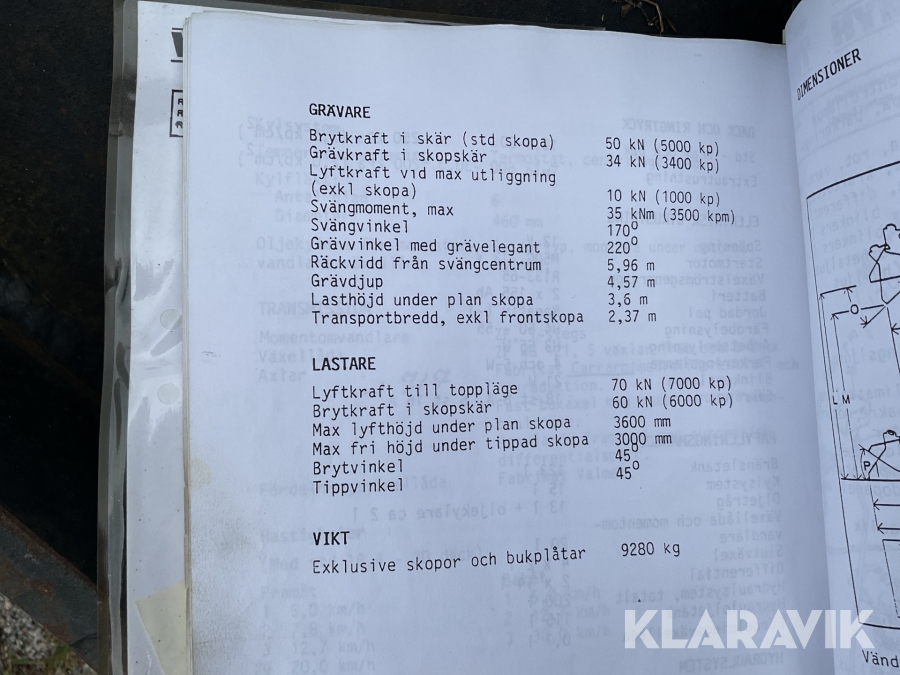 GRÄVARE
Brytkraft i skär (std skopa) 50 kN (5000 kp)
Grävkraft i skopskär 34 kN (3400 kp)
Lyftkraft vid max utliggning
(exkl skopa) 10 kN (1000 kp)
Svängmoment, max 35 kNm (3500 kpm)
Svängvinkel 170°
Grävvinkel med grävelegant 220°
Räckvidd från svängcentrum 5,96 m
Grävdjup 4,57 m
Lasthöjd under plan skopa 3,6 m
Transportbredd, exkl frontskopa 2,37 m
LASTARE
Lyftkraft till toppläge 70 kN (7000 kp)
Brytkraft i skopskär 60 kN (6000 kp)
Max lyfthöjd under plan skopa 3600 mm
Max fri höjd under tippad skopa 3000 mm
Brytvinkel 45°
Tippvinkel 45°
VIKT
Exklusive skopor och bukplåtar 9280 kg
DIMENSIONER
O
L M
P
Vänd
KLARAVIK